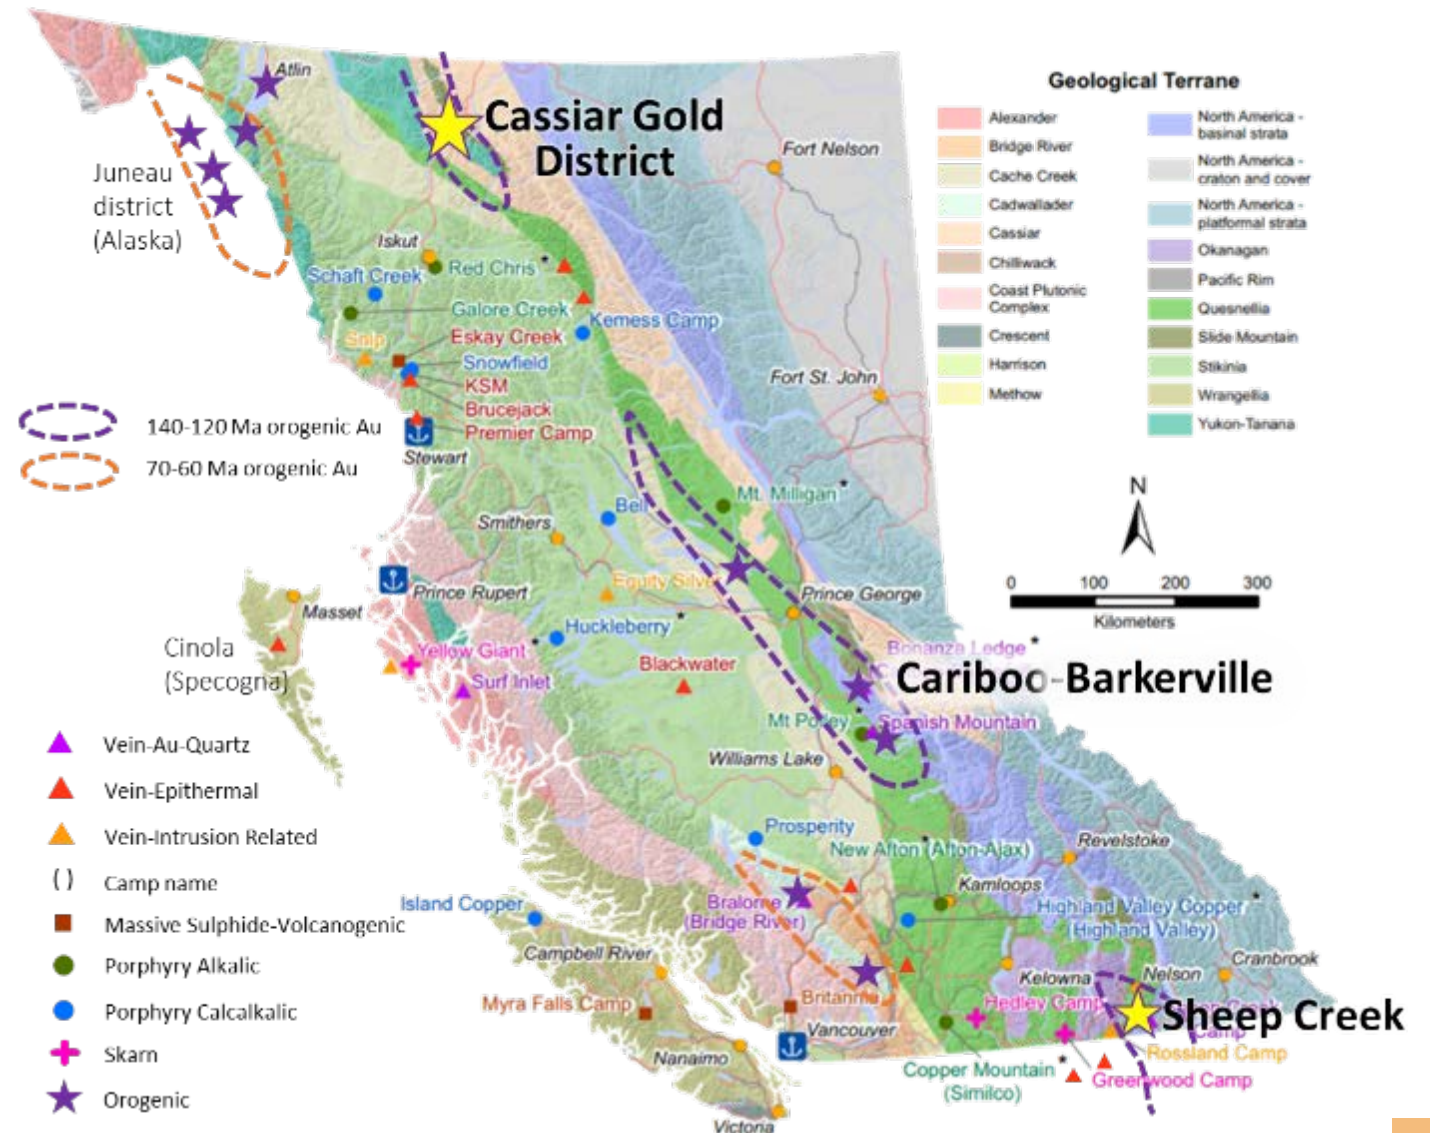 Atlin
Cassiar Gold
District
Fort Nelson
Juneau
district
(Alaska)
Iskut
Red Chris *
Schaft Creek
Galore Creek
Kemess Camp
Snip
Eskay Creek
Snowfield
KSM
Brucejack
Premier Camp
Stewart
Fort St. John
140-120 Ma orogenic Au
70-60 Ma orogenic Au
Mt. Milligan *
Bell
Smithers
Equity Silver
Prince Rupert
Prince George
Masset
Huckleberry *
Cinola
(Specogna)
Yellow Giant *
Blackwater
Surf Inlet
Bonanza Ledge *
Cariboo-Barkerville
Mt Polley *
Spanish Mountain
Williams Lake
Prosperity
New Afton (Afton-Ajax) *
Revelstoke
Kamloops
Island Copper
Bralorne
(Bridge River)
Highland Valley Copper *
(Highland Valley)
Campbell River
Kelowna
Nelson
Cranbrook
Myra Falls Camp
Britannia
Hedley Camp
Sheep Creek
Camp
Vancouver
Rossland Camp
Nanaimo
Copper Mountain *
(Similco)
Greenwood Camp
Victoria
Vein-Au-Quartz
Vein-Epithermal
Vein-Intrusion Related
( ) Camp name
Massive Sulphide-Volcanogenic
Porphyry Alkalic
Porphyry Calcalkalic
Skarn
Orogenic
Geological Terrane
Alexander
Bridge River
Cache Creek
Cadwallader
Cassiar
Chilliwack
Coast Plutonic
Complex
Crescent
Harrison
Methow
North America -
basinal strata
North America -
craton and cover
North America -
platformal strata
Okanagan
Pacific Rim
Quesnellia
Slide Mountain
Stikinia
Wrangellia
Yukon-Tanana
N
0 100 200 300
Kilometers